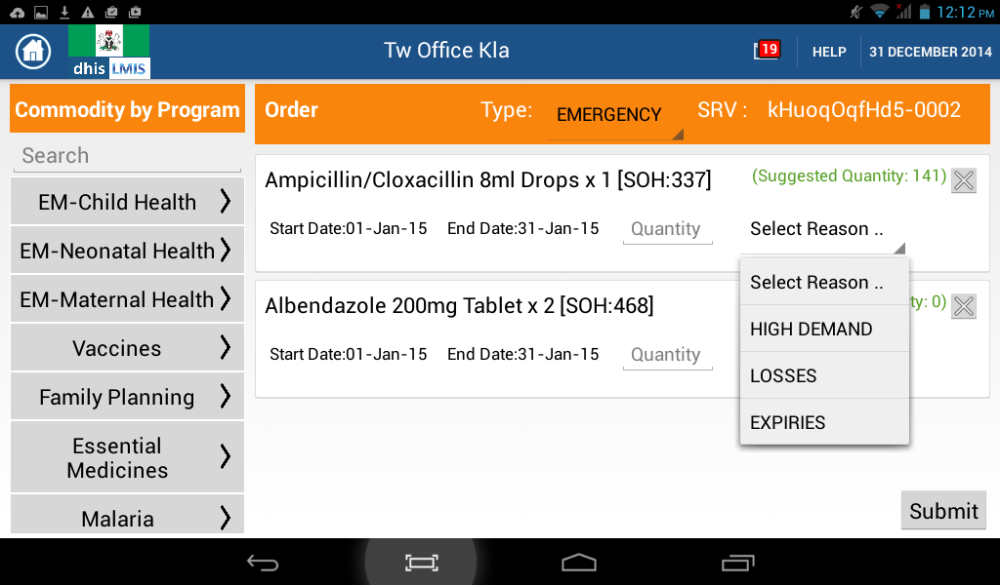 12:12 PM
dhis LMIS
Tw Office Kla
19
HELP
31 DECEMBER 2014
Commodity by Program
Search
EM-Child Health
EM-Neonatal Health
EM-Maternal Health
Vaccines
Family Planning
Essential
Medicines
Malaria
Order
Type:
EMERGENCY
SRV :
kHuoqOqfHd5-0002
Ampicillin/Cloxacillin 8ml Drops x 1 [SOH:337]
(Suggested Quantity: 141)
Start Date:01-Jan-15
End Date:31-Jan-15
Quantity
Select Reason ..
Select Reason ..
HIGH DEMAND
LOSSES
EXPIRIES
Albendazole 200mg Tablet x 2 [SOH:468]
ty: 0)
Start Date:01-Jan-15
End Date:31-Jan-15
Quantity
Submit